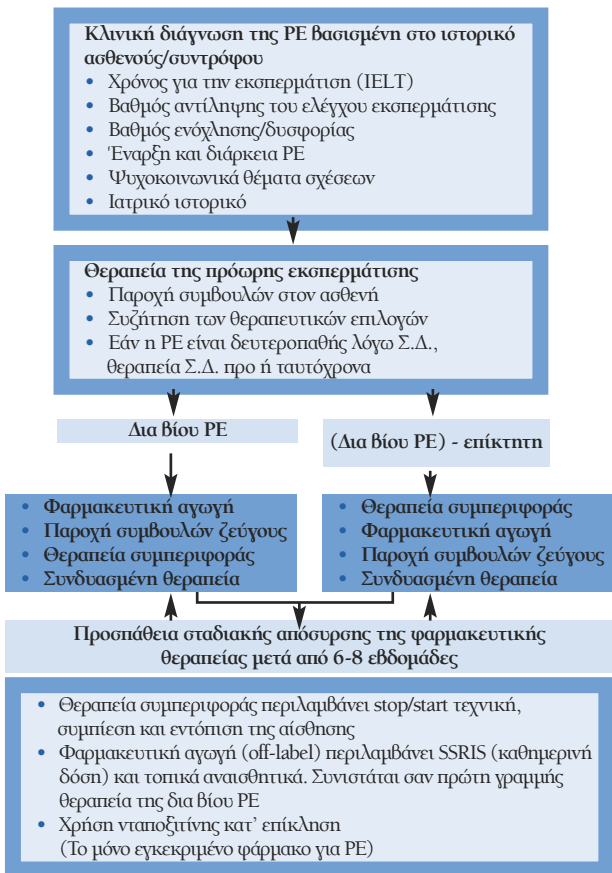 Κλινική διάγνωση της PE βασισμένη στο ιστορικό
ασθενούς/συντρόφου
• Χρόνος για την εκσπερμάτιση (IELT)
• Βαθμός αντίληψης του ελέγχου εκσπερμάτισης
• Βαθμός ενόχλησης/δυσφορίας
• Έναρξη και διάρκεια PE
• Ψυχοκοινωνικά θέματα σχέσεων
• Ιατρικό ιστορικό
Θεραπεία της πρόωρης εκσπερμάτισης
• Παροχή συμβουλών στον ασθενή
• Συζήτηση των θεραπευτικών επιλογών
• Εάν η PE είναι δευτεροπαθής λόγω Σ.Δ.,
θεραπεία Σ.Δ. προ ή ταυτόχρονα
Δια βίου PE
(Δια βίου PE) - επίκτητη
• Φαρμακευτική αγωγή
• Παροχή συμβουλών ζεύγους
• Θεραπεία συμπεριφοράς
• Συνδυασμένη θεραπεία
• Θεραπεία συμπεριφοράς
• Φαρμακευτική αγωγή
• Παροχή συμβουλών ζεύγους
• Συνδυασμένη θεραπεία
Προσπάθεια σταδιακής απόσυρσης της φαρμακευτικής
θεραπείας μετά από 6-8 εβδομάδες
• Θεραπεία συμπεριφοράς περιλαμβάνει stop/start τεχνική,
συμπίεση και εντόπιση της αίσθησης
• Φαρμακευτική αγωγή (off-label) περιλαμβάνει SSRIS (καθημερινή
δόση) και τοπικά αναισθητικά. Συνιστάται σαν πρώτη γραμμής
θεραπεία της δια βίου PE
• Χρήση νταποξιτίνης κατ’ επίκληση
(Το μόνο εγκεκριμένο φάρμακο για PE)